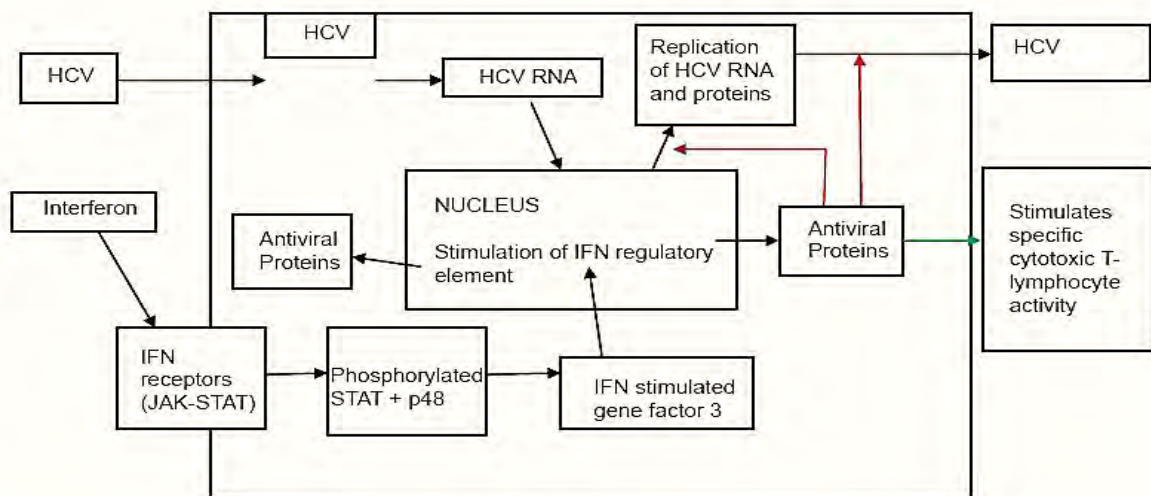 HCV
HCV
HCV RNA
Replication
of HCV RNA
and proteins
HCV
Interferon
NUCLEUS
Stimulation of IFN regulatory
element
Antiviral
Proteins
Antiviral
Proteins
Stimulates
specific
cytotoxic T-
lymphocyte
activity
IFN
receptors
(JAK-STAT)
Phosphorylated
STAT + p48
IFN stimulated
gene factor 3